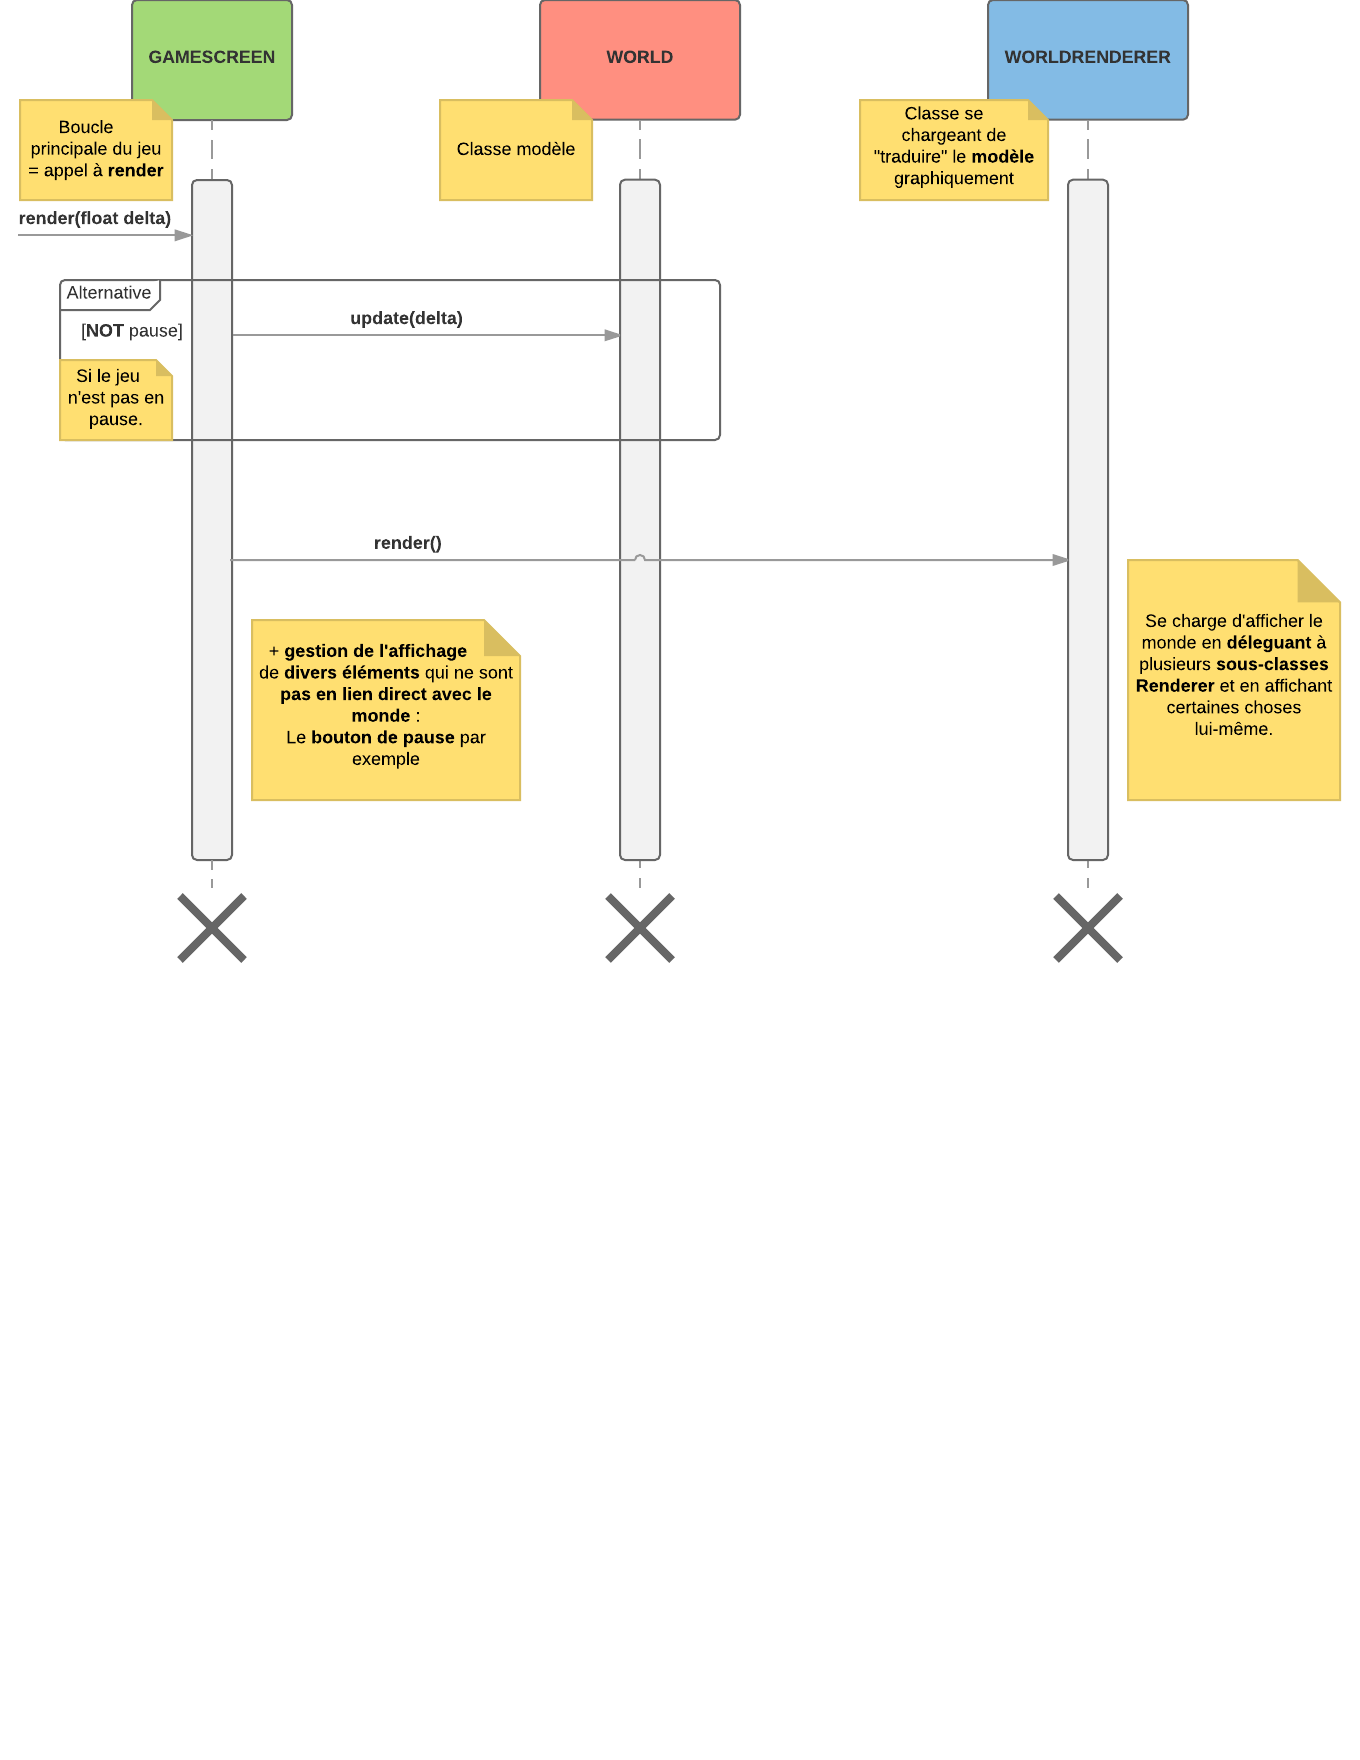 GAMESCREEN
WORLD
WORLDRENDERER
Boucle
principale du jeu
= appel à render
Classe modèle
Classe se
chargeant de
"traduire" le modèle
graphiquement
render(float delta)
Alternative
[NOT pause]
update(delta)
Si le jeu
n'est pas en
pause.
render()
+ gestion de l'affichage
de divers éléments qui ne sont
pas en lien direct avec le
monde :
Le bouton de pause par
exemple
Se charge d'afficher le
monde en déleguant à
plusieurs sous-classes
Renderer et en affichant
certaines choses
lui-même.